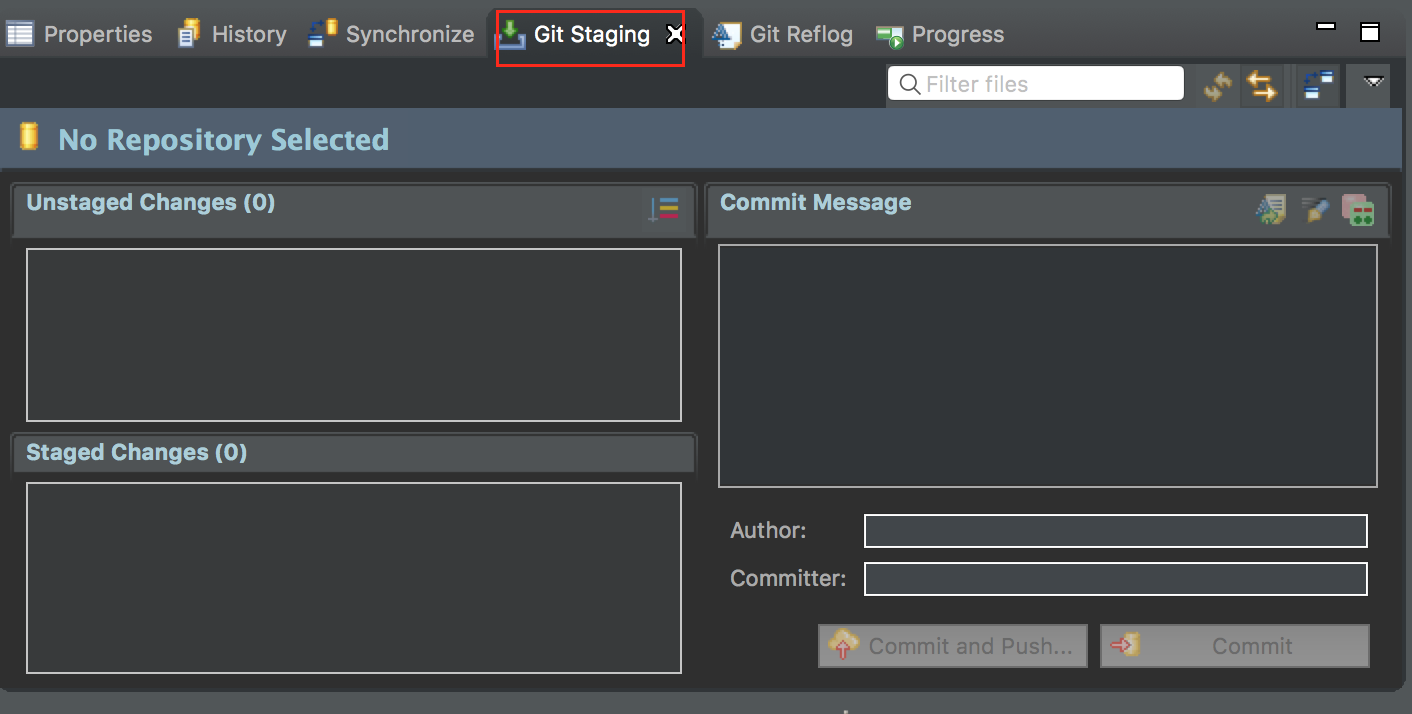 Properties History Synchronize Git Staging Git Reflog Progress
Filter files
No Repository Selected
Unstaged Changes (0)
Staged Changes (0)
Commit Message
Author:
Committer:
Commit and Push... Commit